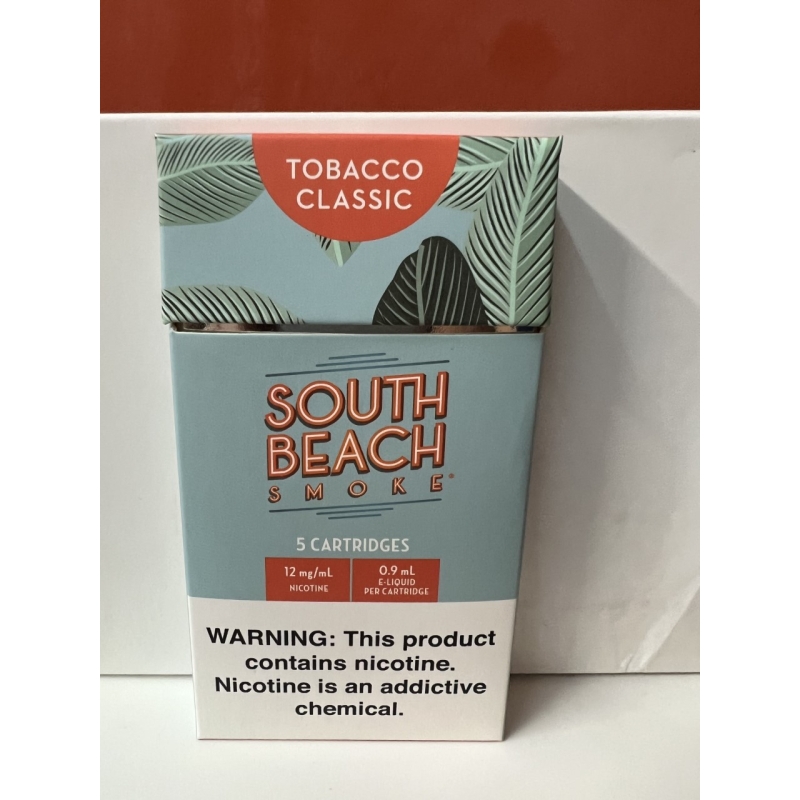 TOBACCO
CLASSIC
SOUTH
BEACH
SMOKE®
5 CARTRIDGES
12 mg/mL
NICOTINE
0.9 mL
E-LIQUID
PER CARTRIDGE
WARNING: This product
contains nicotine.
Nicotine is an addictive
chemical.